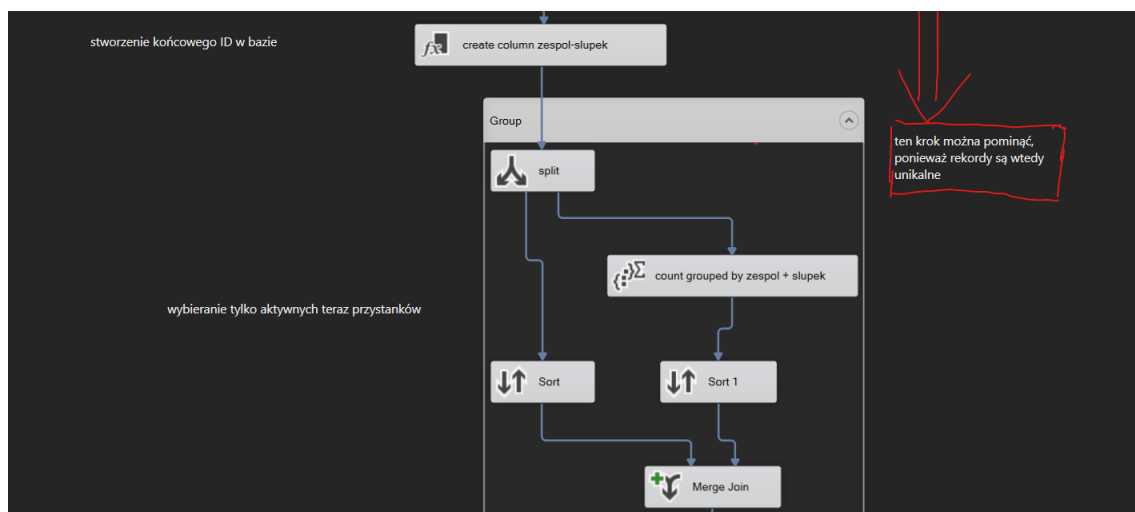 stworzenie końcowego ID w bazie
create column zespol-slupek
Group
ten krok można pominąć,
ponieważ rekordy są wtedy
unikalne
split
count grouped by zespol + slupek
wybieranie tylko aktywnych teraz przystanków
Sort
Sort 1
Merge Join